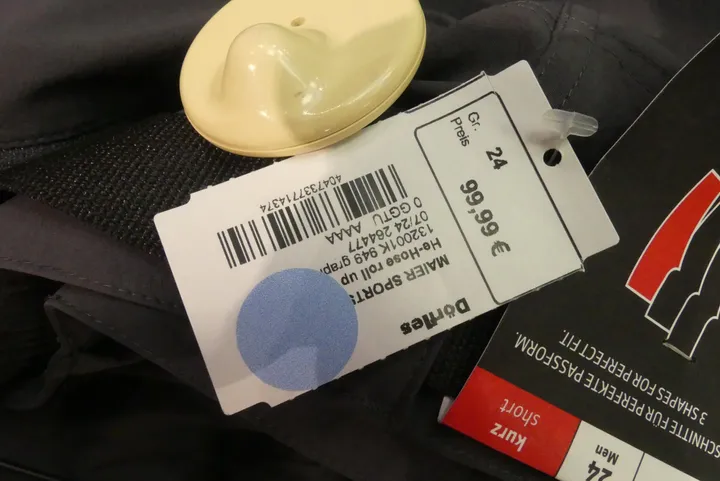 Dörfles
MAIER SPORTS
He-Hose roll up
132001K 949 graph
07/24 264477
0 GGTU AAAA
4047337714374
Gr. 24
Preis 99,99 €
SCHNITTE FÜR PERFEKTE PASSFORM.
3 SHAPES FOR PERFECT FIT.
kurz
short
24
Men